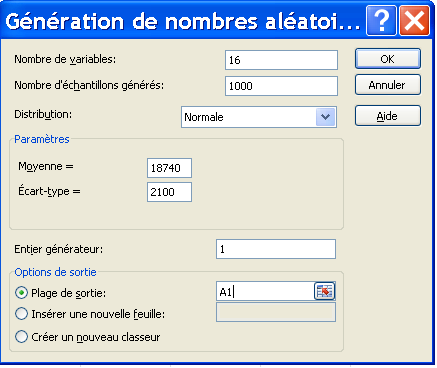 Génération de nombres aléatoi...
Nombre de variables: 16
OK
Nombre d'échantillons générés: 1000
Annuler
Distribution: Normale
Aide
Paramètres
Moyenne = 18740
Écart-type = 2100
Entier générateur: 1
Options de sortie
Plage de sortie: A1
Insérer une nouvelle feuille:
Créer un nouveau classeur